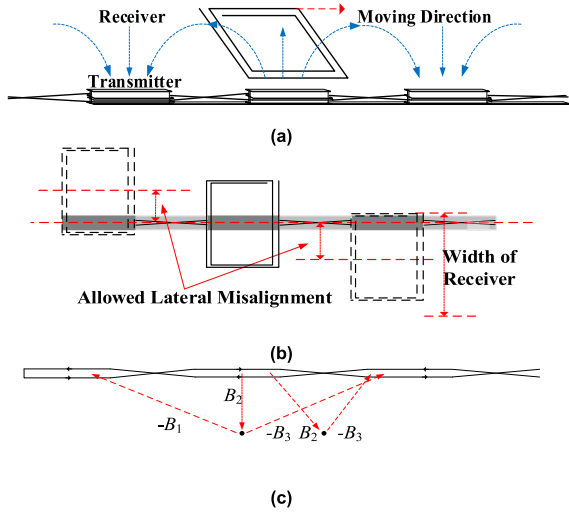 Receiver
Moving Direction
Transmitter
(a)
Allowed Lateral Misalignment
Width of
Receiver
(b)
B2
-B1
-B3
B2
-B3
(c)